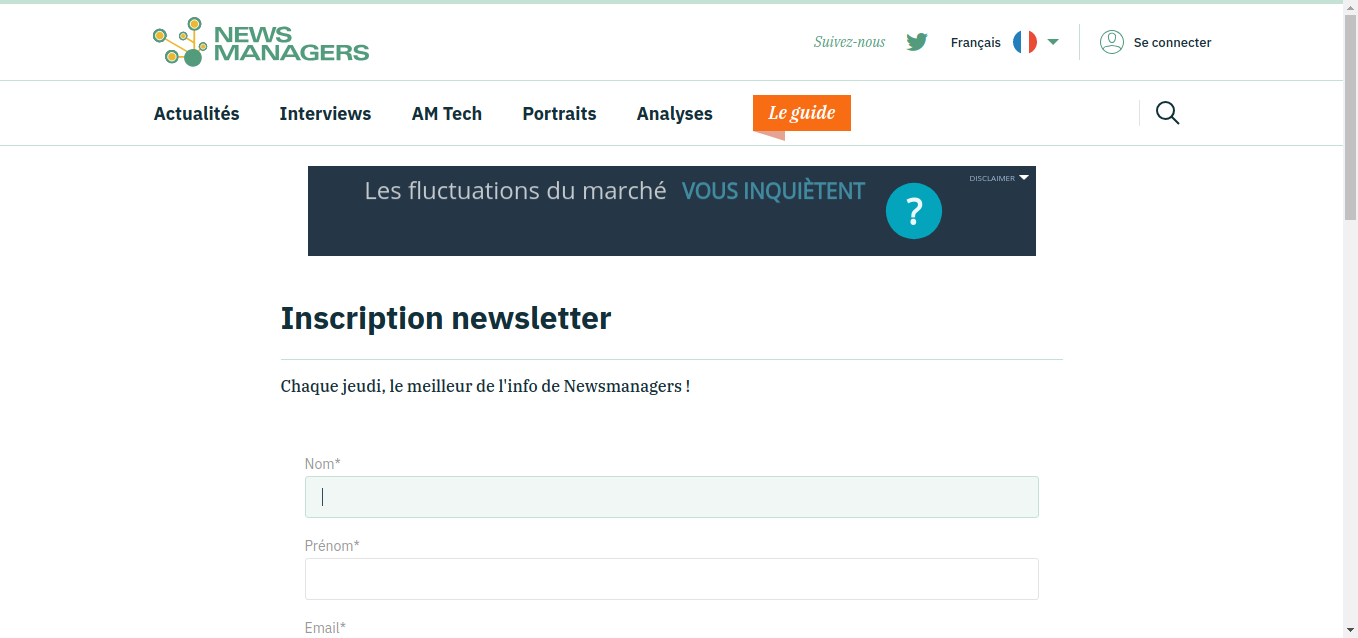 NEWS
MANAGERS
Suivez-nous
Français
Se connecter
Actualités
Interviews
AM Tech
Portraits
Analyses
Le guide
Les fluctuations du marché VOUS INQUIÈTENT
?
DISCLAIMER
Inscription newsletter
Chaque jeudi, le meilleur de l'info de Newsmanagers !
Nom*
Prénom*
Email*